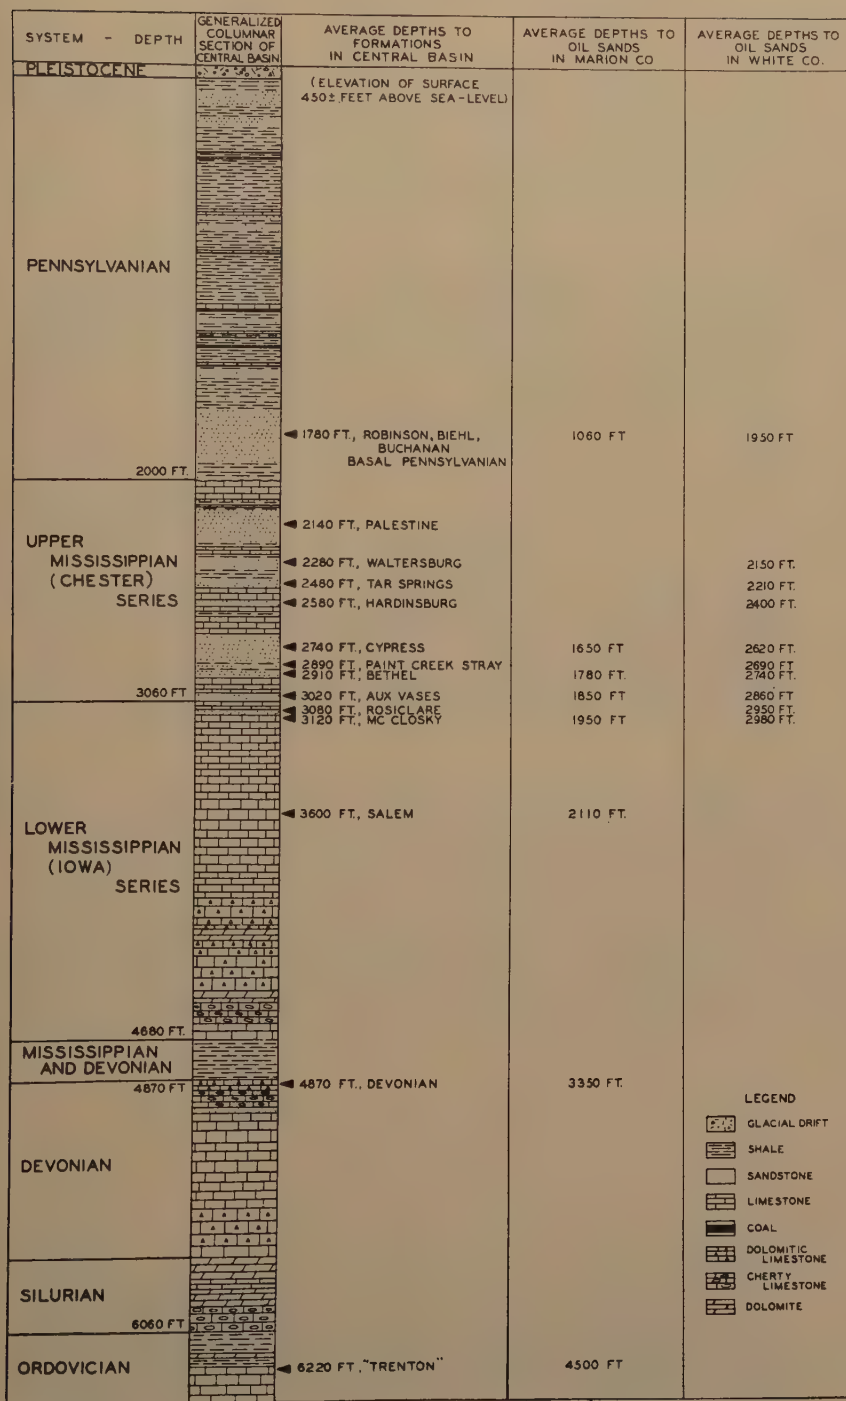 SYSTEM - DEPTH
GENERALIZED
COLUMNAR
SECTION OF
CENTRAL BASIN
AVERAGE DEPTHS TO
FORMATIONS
IN CENTRAL BASIN
AVERAGE DEPTHS TO
OIL SANDS
IN MARION CO
AVERAGE DEPTHS TO
OIL SANDS
IN WHITE CO.
PLEISTOCENE
(ELEVATION OF SURFACE
450± FEET ABOVE SEA-LEVEL)
PENNSYLVANIAN
1780 FT., ROBINSON, BIEHL,
BUCHANAN
BASAL PENNSYLVANIAN
1060 FT
1950 FT
2000 FT.
UPPER
MISSISSIPPIAN
(CHESTER)
SERIES
2140 FT., PALESTINE
2280 FT., WALTERSBURG
2150 FT.
2480 FT., TAR SPRINGS
2210 FT.
2580 FT., HARDINSBURG
2400 FT.
2740 FT., CYPRESS
1650 FT
2620 FT.
2890 FT., PAINT CREEK STRAY
2690 FT
2910 FT., BETHEL
1780 FT.
2740 FT.
3060 FT
3020 FT., AUX VASES
1850 FT
2860 FT
3080 FT., ROSICLARE
2950 FT.
3120 FT., MC CLOSKY
1950 FT
2980 FT.
LOWER
MISSISSIPPIAN
(IOWA)
SERIES
3600 FT., SALEM
2110 FT.
4680 FT.
MISSISSIPPIAN
AND DEVONIAN
4870 FT
4870 FT., DEVONIAN
3350 FT.
DEVONIAN
SILURIAN
6060 FT
ORDOVICIAN
6220 FT., "TRENTON"
4500 FT
LEGEND
GLACIAL DRIFT
SHALE
SANDSTONE
LIMESTONE
COAL
DOLOMITIC
LIMESTONE
CHERTY
LIMESTONE
DOLOMITE